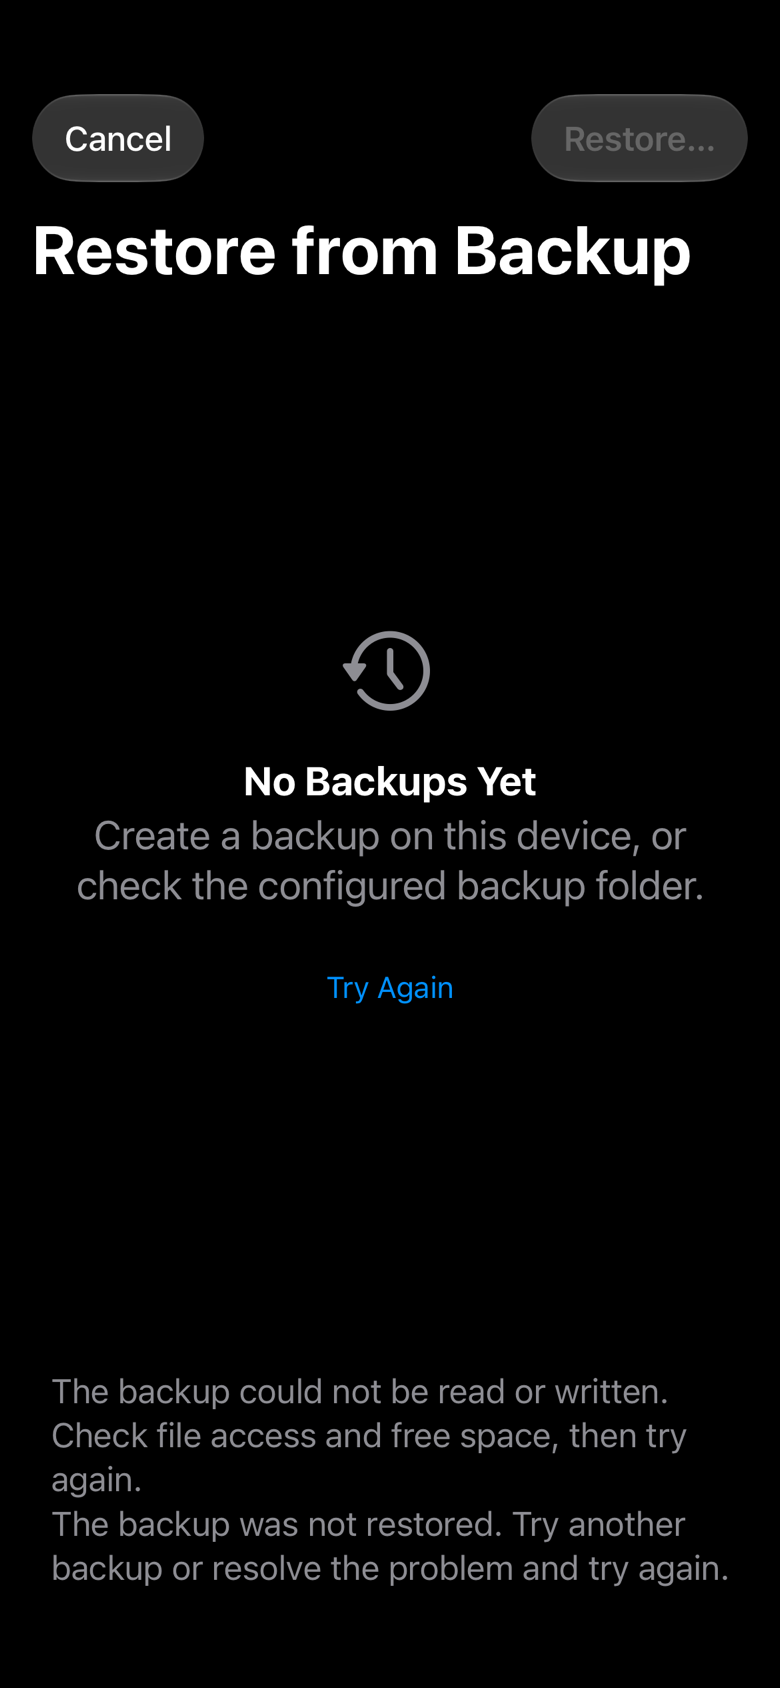 Cancel
Restore...
Restore from Backup
No Backups Yet
Create a backup on this device, or
check the configured backup folder.
Try Again
The backup could not be read or written.
Check file access and free space, then try
again.
The backup was not restored. Try another
backup or resolve the problem and try again.